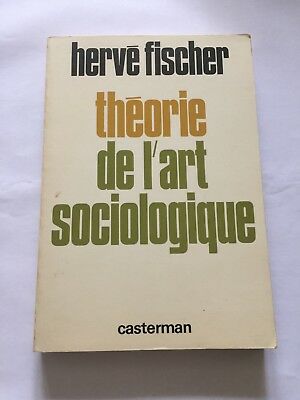 hervé fischer
théorie
de l'art
sociologique
casterman